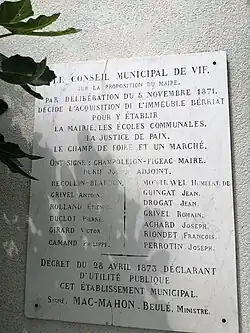 LE CONSEIL MUNICIPAL DE VIF,
SUR LA PROPOSITION DU MAIRE,
PAR DÉLIBÉRATION DU 5 NOVEMBRE 1871,
DÉCIDE L'ACQUISITION DE L'IMMEUBLE BÉRRIAT
POUR Y ÉTABLIR
LA MAIRIE, LES ÉCOLES COMMUNALES,
LA JUSTICE DE PAIX,
LE CHAMP DE FOIRE ET UN MARCHÉ.
ONT SIGNÉ: CHAMPOLLION-FIGEAC MAIRE.
ADJOINT.
GRIVEL ANTOINE GUINGAT JEAN.
ROLLAND DROGAT JEAN.
DUCLOT PIERRE GRIVEL ROMAIN.
GIRARD VICTOR ACHARD JOSEPH.
CAMAND PHILIPPE. RIONDET FRANÇOIS.
PERROTIN JOSEPH.
DECRET DU 28 AVRIL 1873 DÉCLARANT
D'UTILITÉ PUBLIQUE
CET ÉTABLISSEMENT MUNICIPAL.
SIGNÉ, MAC-MAHON. BEULÉ, MINISTRE.